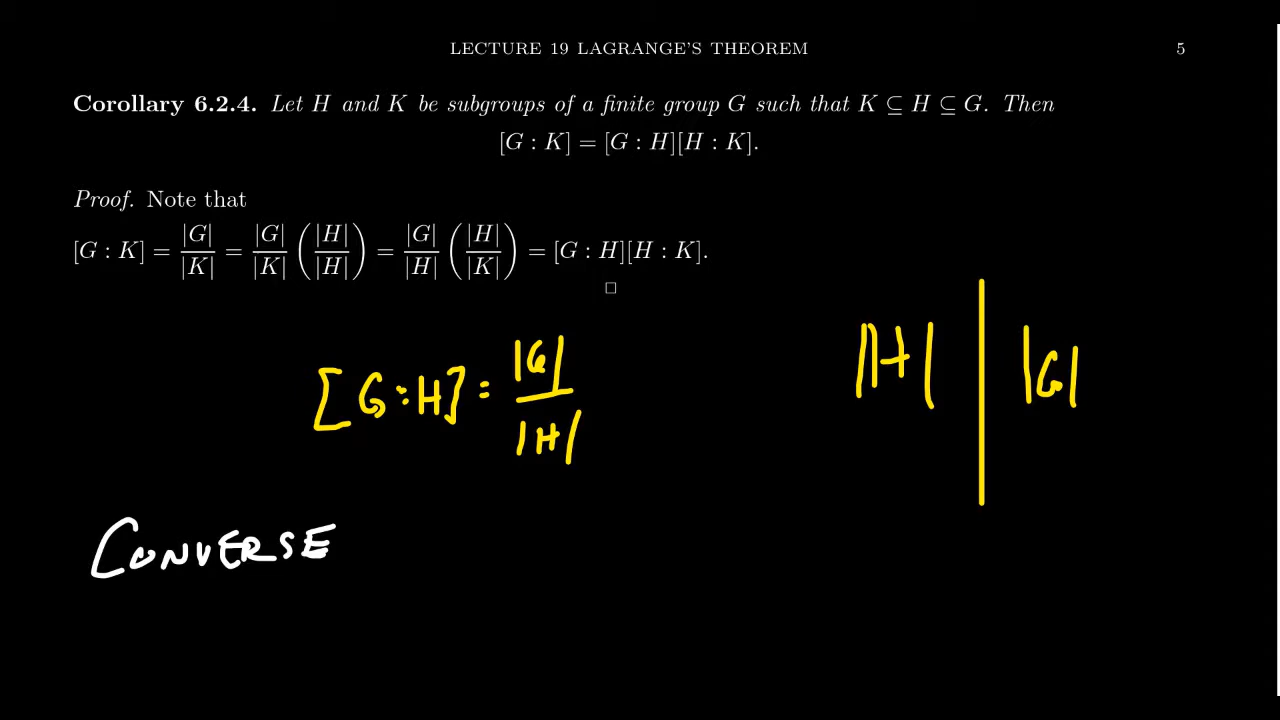 LECTURE 19 LAGRANGE'S THEOREM 5
Corollary 6.2.4. Let H and K be subgroups of a finite group G such that K ⊆ H ⊆ G. Then
[G : K] = [G : H][H : K].
Proof. Note that
[G : K] = |G|/|K| = |G|/|K| (|H|/|H|) = |G|/|H| (|H|/|K|) = [G : H][H : K].
□
[G : H] = |G|/|H| |H| | |G|
CONVERSE